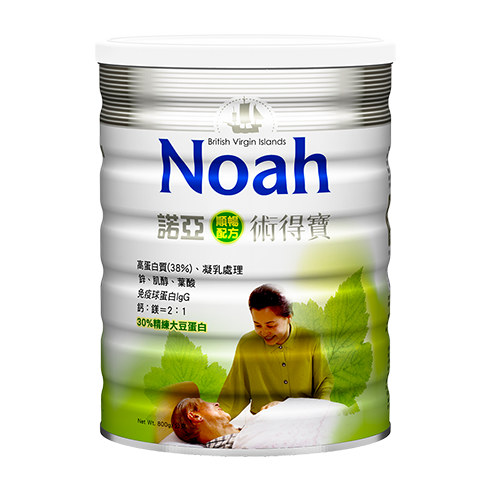 British Virgin Islands
Noah
諾亞 順暢配方 術得寶
高蛋白質(38%)、凝乳處理
鋅、肌醇、葉酸
免疫球蛋白IgG
鈣：鎂＝2：1
30%精練大豆蛋白
Net Wt. 800g